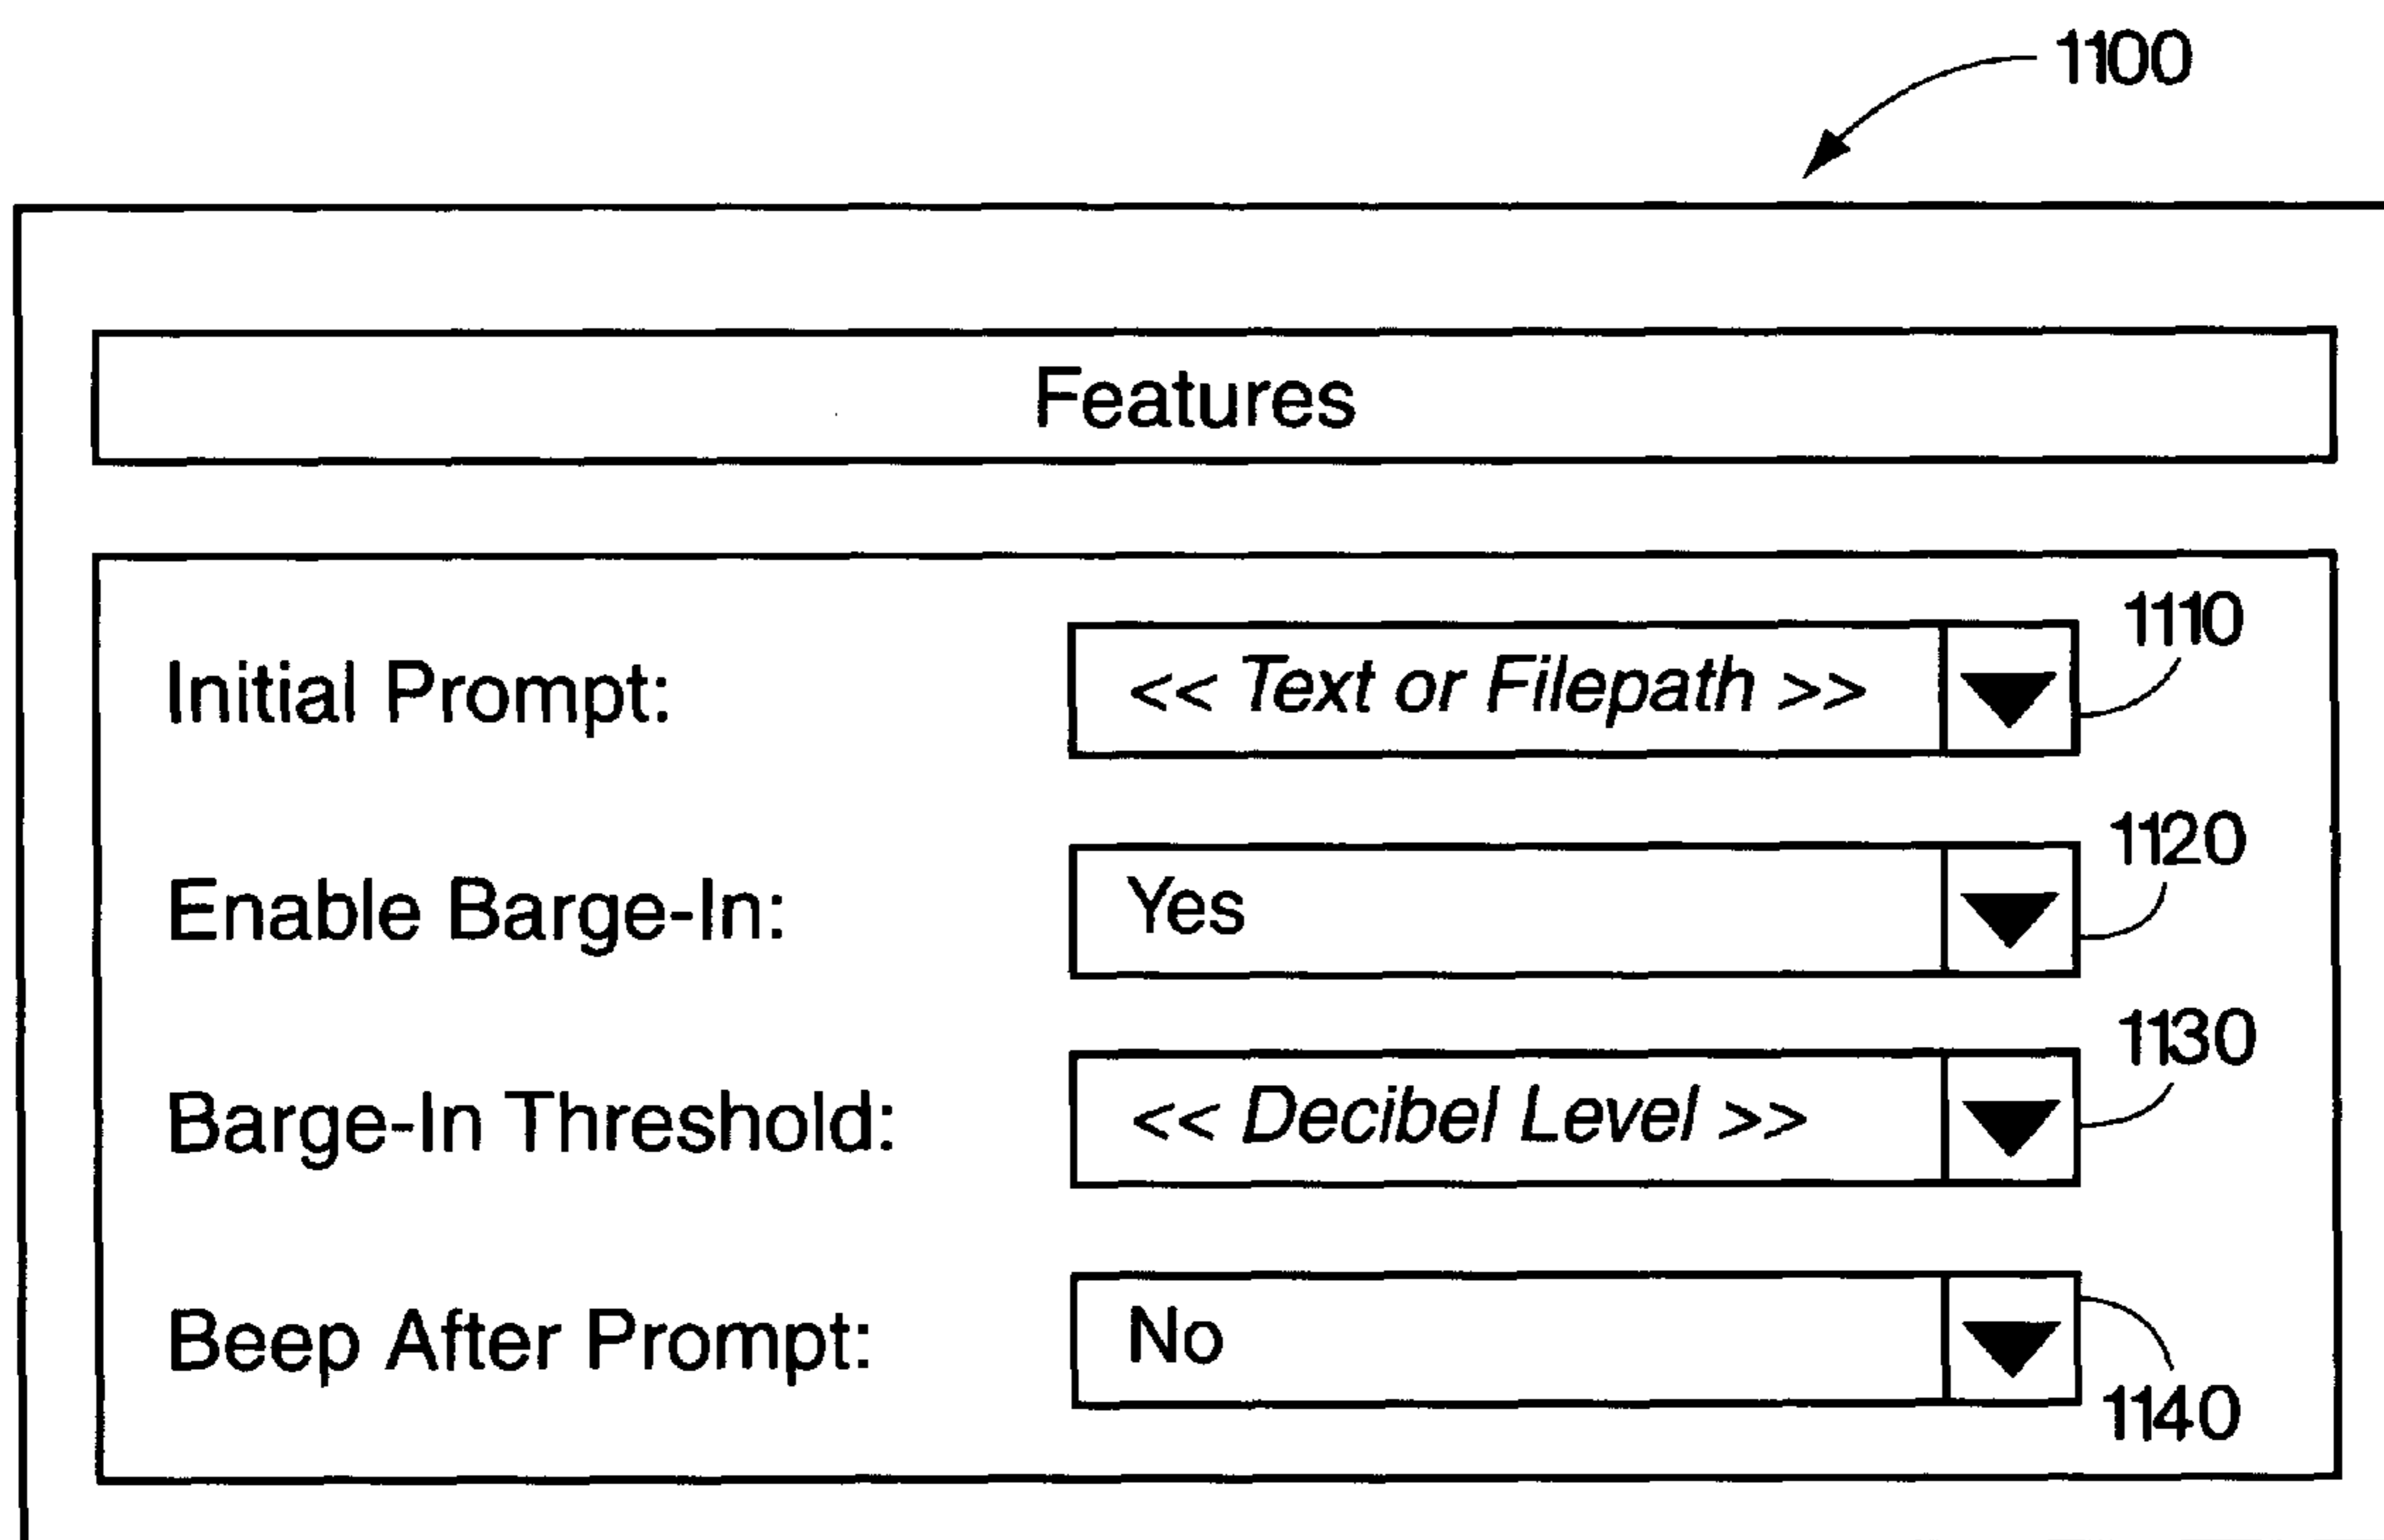 1100
Features
Initial Prompt: << Text or Filepath >> 1110
Enable Barge-In: Yes 1120
Barge-In Threshold: << Decibel Level >> 1130
Beep After Prompt: No 1140